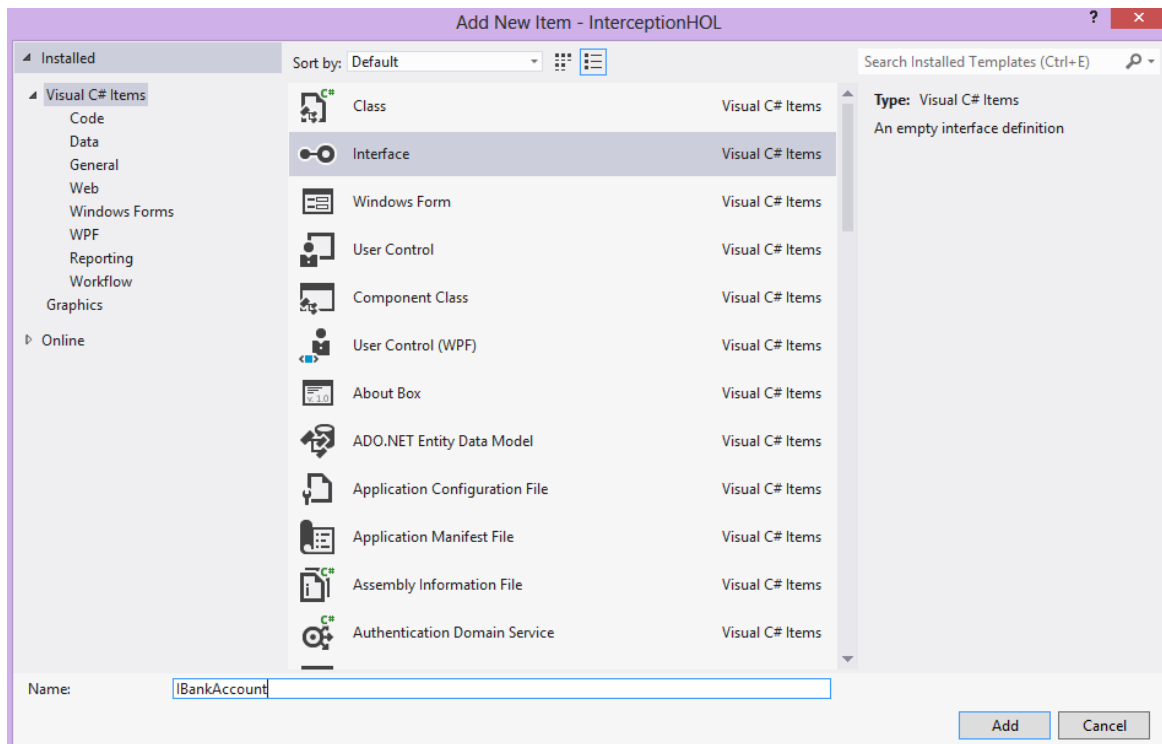 Add New Item - InterceptionHOL
?
Installed
Sort by: Default
Search Installed Templates (Ctrl+E)
Visual C# Items
Code
Data
General
Web
Windows Forms
WPF
Reporting
Workflow
Graphics
Online
C#
Class Visual C# Items
Interface Visual C# Items
Windows Form Visual C# Items
User Control Visual C# Items
Component Class Visual C# Items
User Control (WPF) Visual C# Items
v. 1.0
About Box Visual C# Items
ADO.NET Entity Data Model Visual C# Items
Application Configuration File Visual C# Items
Application Manifest File Visual C# Items
C#
Assembly Information File Visual C# Items
C#
Authentication Domain Service Visual C# Items
Type: Visual C# Items
An empty interface definition
Name: IBankAccount
Add Cancel